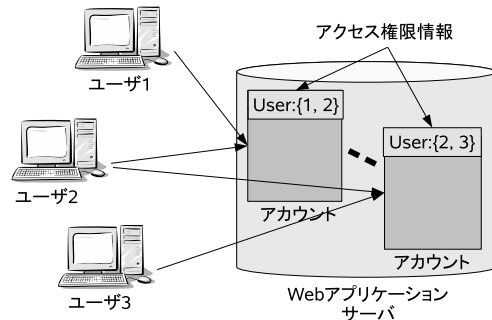 アクセス権限情報
ユーザ1
User:{1, 2}
User:{2, 3}
ユーザ2
アカウント
アカウント
ユーザ3
Webアプリケーション
サーバ